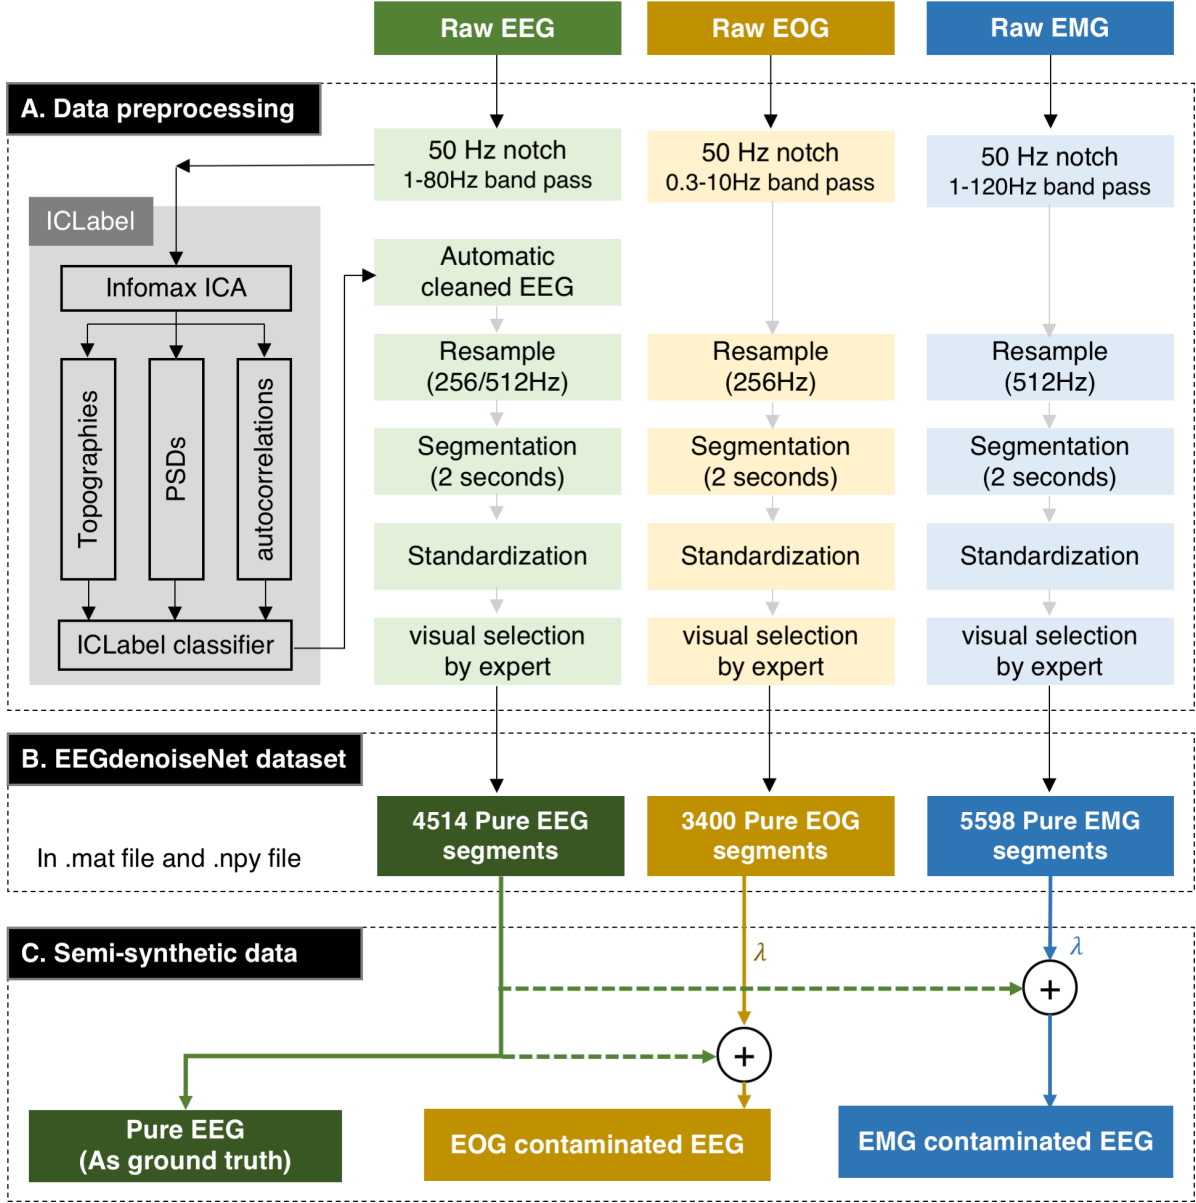 Raw EEG
Raw EOG
Raw EMG
A. Data preprocessing
50 Hz notch
1-80Hz band pass
50 Hz notch
0.3-10Hz band pass
50 Hz notch
1-120Hz band pass
ICLabel
Infomax ICA
Topographies
PSDs
autocorrelations
ICLabel classifier
Automatic
cleaned EEG
Resample
(256/512Hz)
Resample
(256Hz)
Resample
(512Hz)
Segmentation
(2 seconds)
Segmentation
(2 seconds)
Segmentation
(2 seconds)
Standardization
Standardization
Standardization
visual selection
by expert
visual selection
by expert
visual selection
by expert
B. EEGdenoiseNet dataset
In .mat file and .npy file
4514 Pure EEG
segments
3400 Pure EOG
segments
5598 Pure EMG
segments
C. Semi-synthetic data
λ
λ
+
+
Pure EEG
(As ground truth)
EOG contaminated EEG
EMG contaminated EEG